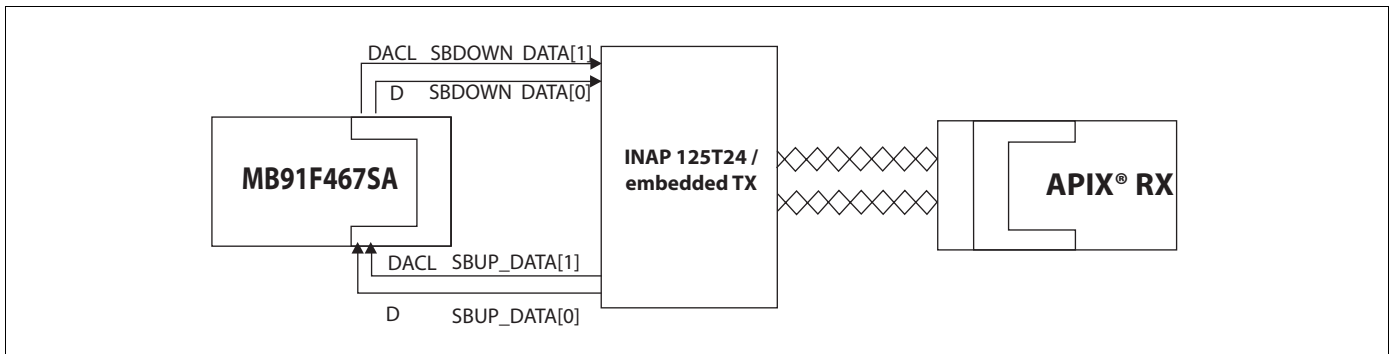 DACL SBDOWN DATA[1]
D SBDOWN DATA[0]
MB91F467SA
INAP 125T24 /
embedded TX
APIX® RX
DACL SBUP_DATA[1]
D SBUP_DATA[0]